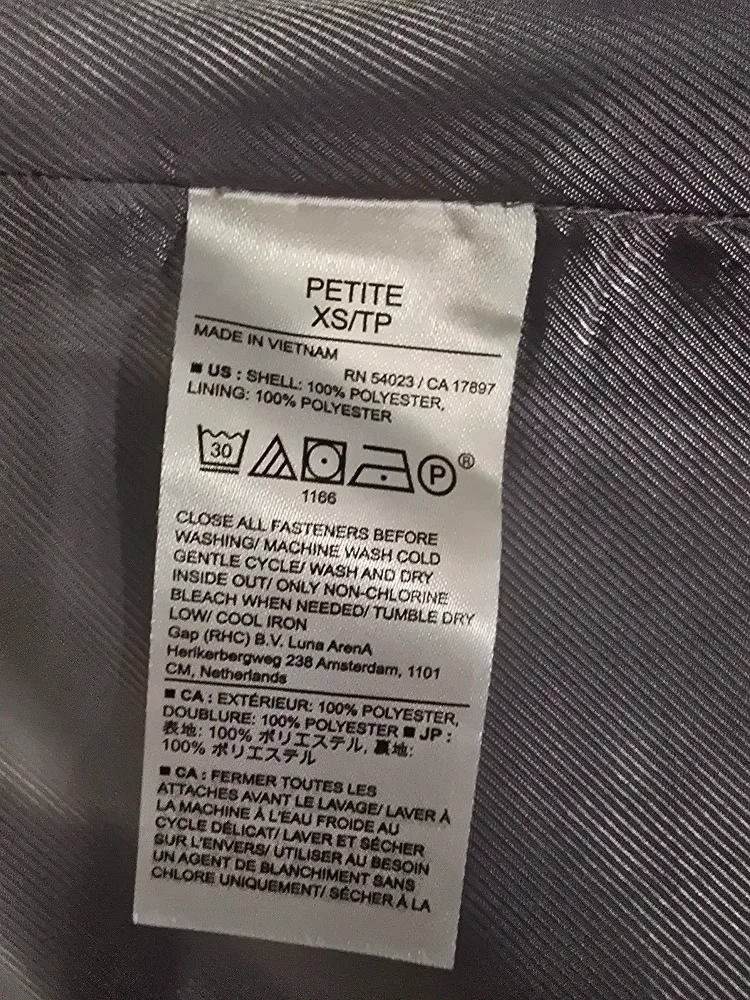 PETITE
XS/TP
MADE IN VIETNAM
RN 54023 / CA 17897
■ US : SHELL: 100% POLYESTER,
LINING: 100% POLYESTER
30 P ®
1166
CLOSE ALL FASTENERS BEFORE
WASHING/ MACHINE WASH COLD
GENTLE CYCLE/ WASH AND DRY
INSIDE OUT/ ONLY NON-CHLORINE
BLEACH WHEN NEEDED/ TUMBLE DRY
LOW/ COOL IRON
Gap (RHC) B.V. Luna ArenA
Herikerbergweg 238 Amsterdam, 1101
CM, Netherlands
■ CA : EXTÉRIEUR: 100% POLYESTER,
DOUBLURE: 100% POLYESTER ■ JP :
表地: 100% ポリエステル, 裏地:
100% ポリエステル
■ CA : FERMER TOUTES LES
ATTACHES AVANT LE LAVAGE/ LAVER À
LA MACHINE À L'EAU FROIDE AU
CYCLE DÉLICAT/ LAVER ET SÉCHER
SUR L'ENVERS/ UTILISER AU BESOIN
UN AGENT DE BLANCHIMENT SANS
CHLORE UNIQUEMENT/ SÉCHER À LA